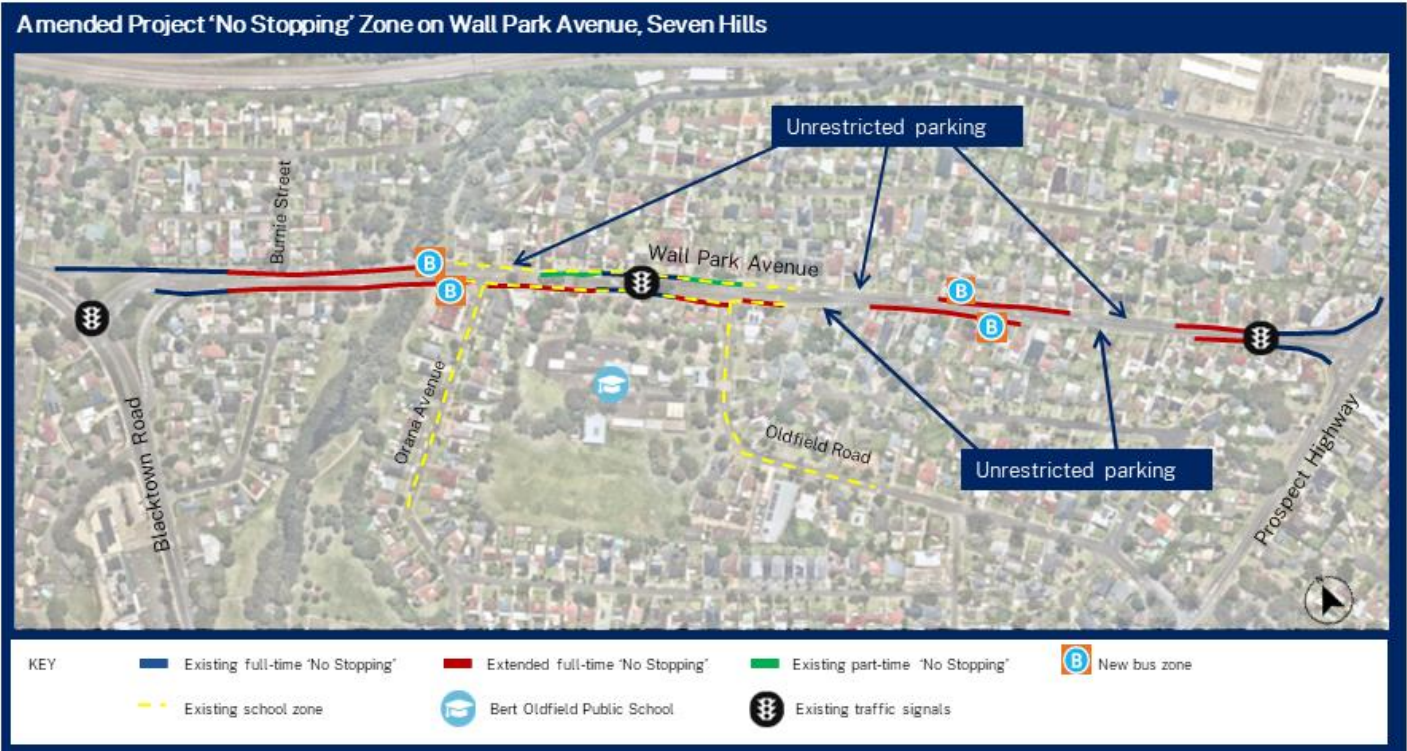 Amended Project ‘No Stopping’ Zone on Wall Park Avenue, Seven Hills
Unrestricted parking
Burnie Street
Wall Park Avenue
B
B
B
B
Orana Avenue
Oldfield Road
Unrestricted parking
Blacktown Road
Prospect Highway
N
KEY
Existing full-time ‘No Stopping’
Extended full-time ‘No Stopping’
Existing part-time ‘No Stopping’
B
New bus zone
Existing school zone
Bert Oldfield Public School
Existing traffic signals